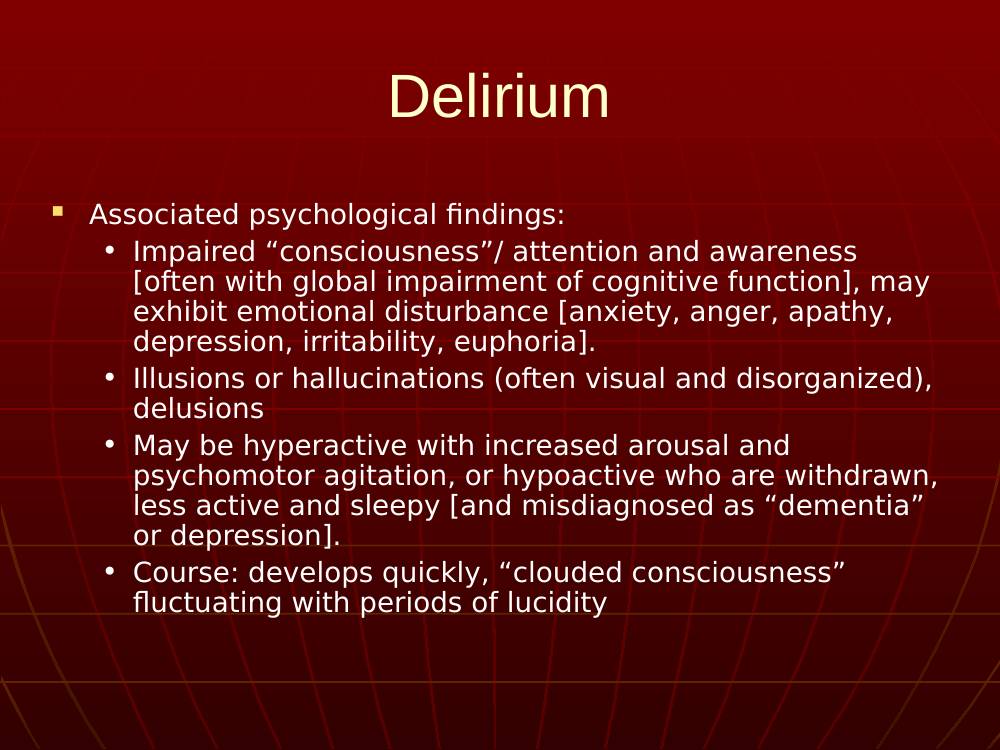 Delirium
Associated psychological findings:
Impaired “consciousness”/ attention and awareness
[often with global impairment of cognitive function], may
exhibit emotional disturbance [anxiety, anger, apathy,
depression, irritability, euphoria].
Illusions or hallucinations (often visual and disorganized),
delusions
May be hyperactive with increased arousal and
psychomotor agitation, or hypoactive who are withdrawn,
less active and sleepy [and misdiagnosed as “dementia”
or depression].
Course: develops quickly, “clouded consciousness”
fluctuating with periods of lucidity